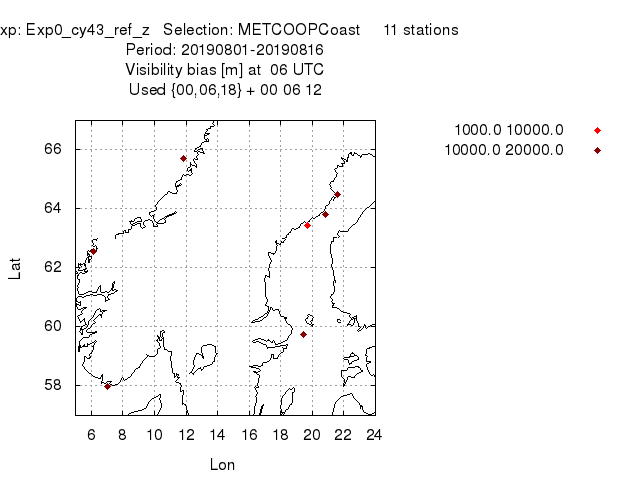 xp: Exp0_cy43_ref_z Selection: METCOOPCoast 11 stations
Period: 20190801-20190816
Visibility bias [m] at 06 UTC
Used {00,06,18} + 00 06 12
1000.0 10000.0
10000.0 20000.0
66
64
62
60
58
Lat
6 8 10 12 14 16 18 20 22 24
Lon